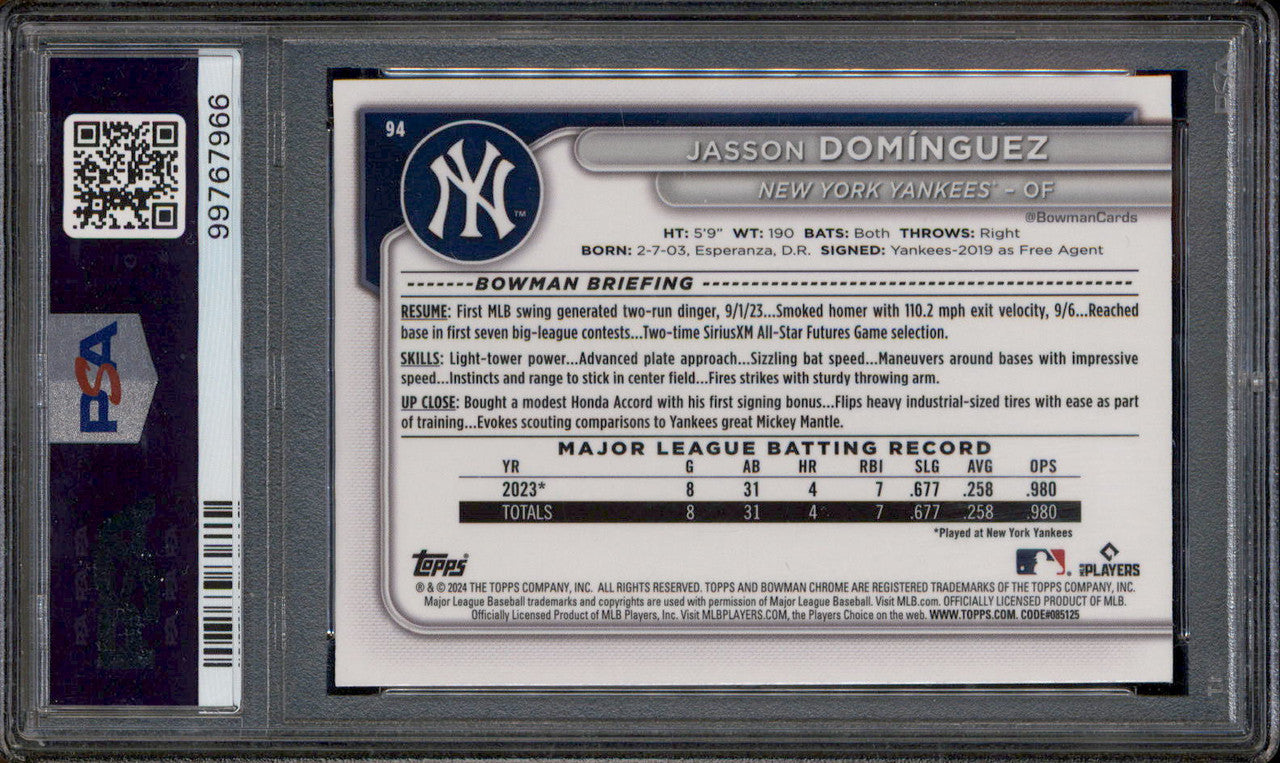 99767966
PSA
94
NY
TM
JASSON DOMÍNGUEZ
NEW YORK YANKEES® – OF
@BowmanCards
HT: 5'9" WT: 190 BATS: Both THROWS: Right
BORN: 2-7-03, Esperanza, D.R. SIGNED: Yankees-2019 as Free Agent
BOWMAN BRIEFING
RESUME: First MLB swing generated two-run dinger, 9/1/23...Smoked homer with 110.2 mph exit velocity, 9/6...Reached
base in first seven big-league contests...Two-time SiriusXM All-Star Futures Game selection.
SKILLS: Light-tower power...Advanced plate approach...Sizzling bat speed...Maneuvers around bases with impressive
speed...Instincts and range to stick in center field...Fires strikes with sturdy throwing arm.
UP CLOSE: Bought a modest Honda Accord with his first signing bonus...Flips heavy industrial-sized tires with ease as part
of training...Evokes scouting comparisons to Yankees great Mickey Mantle.
MAJOR LEAGUE BATTING RECORD
YR G AB HR RBI SLG AVG OPS
2023* 8 31 4 7 .677 .258 .980
TOTALS 8 31 4 7 .677 .258 .980
*Played at New York Yankees
Topps
MLB PLAYERS
® & © 2024 THE TOPPS COMPANY, INC. ALL RIGHTS RESERVED. TOPPS AND BOWMAN CHROME ARE REGISTERED TRADEMARKS OF THE TOPPS COMPANY, INC.
Major League Baseball trademarks and copyrights are used with permission of Major League Baseball. Visit MLB.com. OFFICIALLY LICENSED PRODUCT OF MLB.
Officially Licensed Product of MLB Players, Inc. Visit MLBPLAYERS.COM, the Players Choice on the web. WWW.TOPPS.COM. CODE#085125